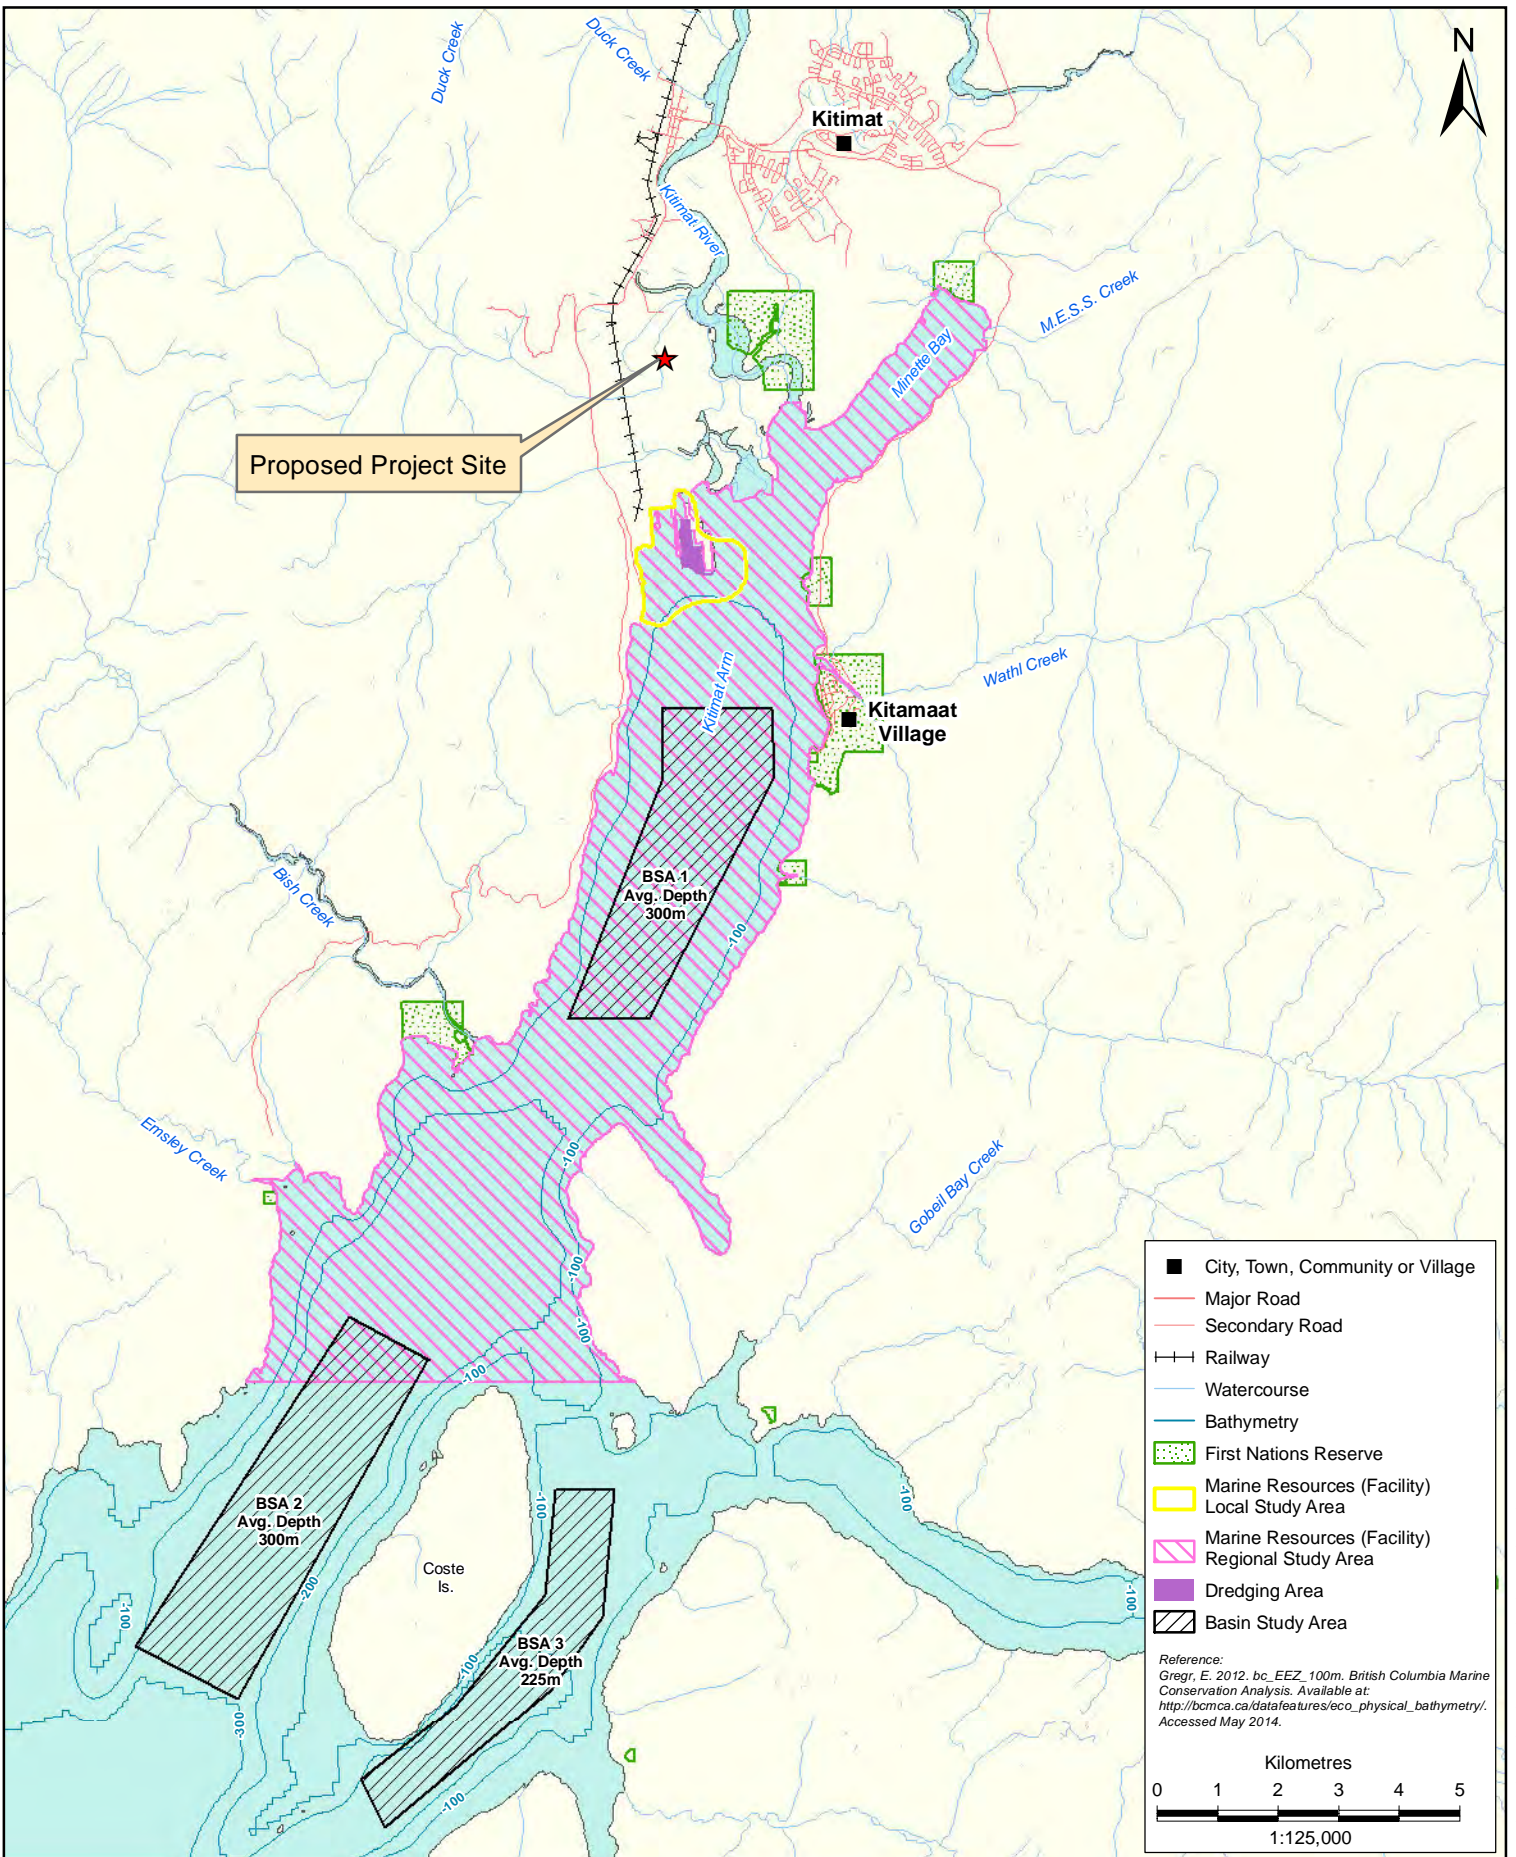 Duck Creek
Duck Creek
N
Kitimat
Kitimat River
M.E.S.S. Creek
Minette Bay
Proposed Project Site
Kitimat Arm
Wathl Creek
Kitamaat
Village
BSA 1
Avg. Depth
300m
Bish Creek
-100
Emsley Creek
-100
Gobeil Bay Creek
-100
-100
-100
BSA 2
Avg. Depth
300m
-100
-100
Coste
Is.
-200
-100
-100
BSA 3
Avg. Depth
225m
-100
-300
-100
City, Town, Community or Village
Major Road
Secondary Road
Railway
Watercourse
Bathymetry
First Nations Reserve
Marine Resources (Facility)
Local Study Area
Marine Resources (Facility)
Regional Study Area
Dredging Area
Basin Study Area
Reference:
Gregr, E. 2012. bc_EEZ_100m. British Columbia Marine
Conservation Analysis. Available at:
http://bcmca.ca/datafeatures/eco_physical_bathymetry/.
Accessed May 2014.
Kilometres
0 1 2 3 4 5
1:125,000